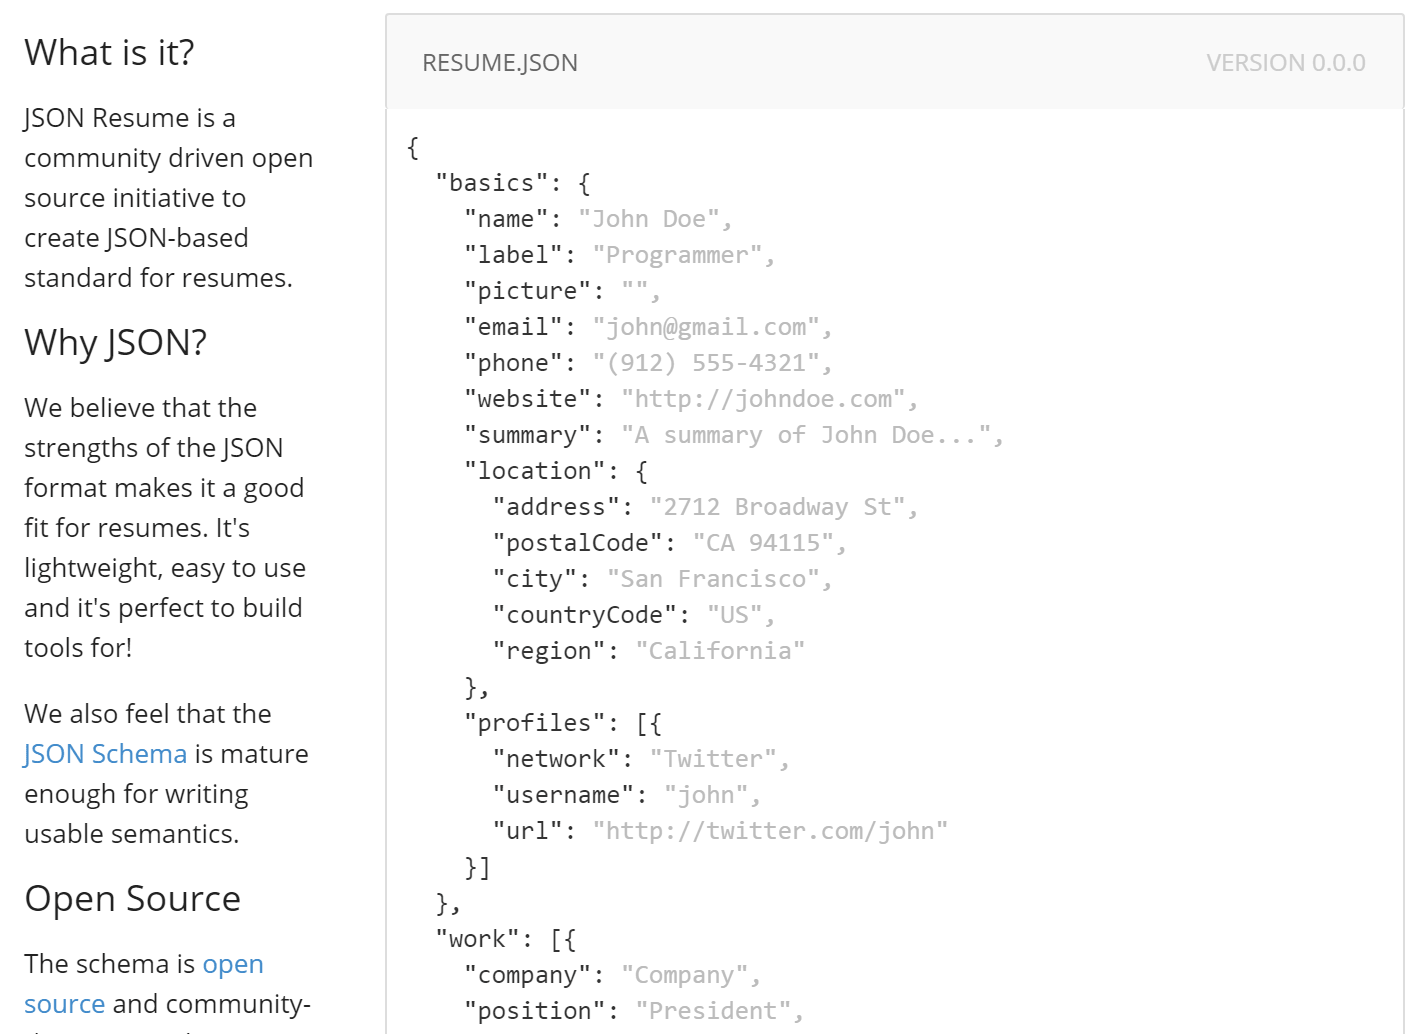 What is it?
JSON Resume is a
community driven open
source initiative to
create JSON-based
standard for resumes.
Why JSON?
We believe that the
strengths of the JSON
format makes it a good
fit for resumes. It's
lightweight, easy to use
and it's perfect to build
tools for!
We also feel that the
JSON Schema is mature
enough for writing
usable semantics.
Open Source
The schema is open
source and community-
RESUME.JSON
VERSION 0.0.0
{
  "basics": {
    "name": "John Doe",
    "label": "Programmer",
    "picture": "",
    "email": "john@gmail.com",
    "phone": "(912) 555-4321",
    "website": "http://johndoe.com",
    "summary": "A summary of John Doe...",
    "location": {
      "address": "2712 Broadway St",
      "postalCode": "CA 94115",
      "city": "San Francisco",
      "countryCode": "US",
      "region": "California"
    },
    "profiles": [{
      "network": "Twitter",
      "username": "john",
      "url": "http://twitter.com/john"
    }]
  },
  "work": [{
    "company": "Company",
    "position": "President",